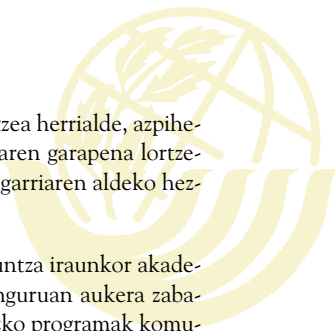 tzea herrialde, azpihe-
aren garapena lortze-
garriaren aldeko hez-
untza iraunkor akade-
nguruan aukera zaba-
ko programak komu-